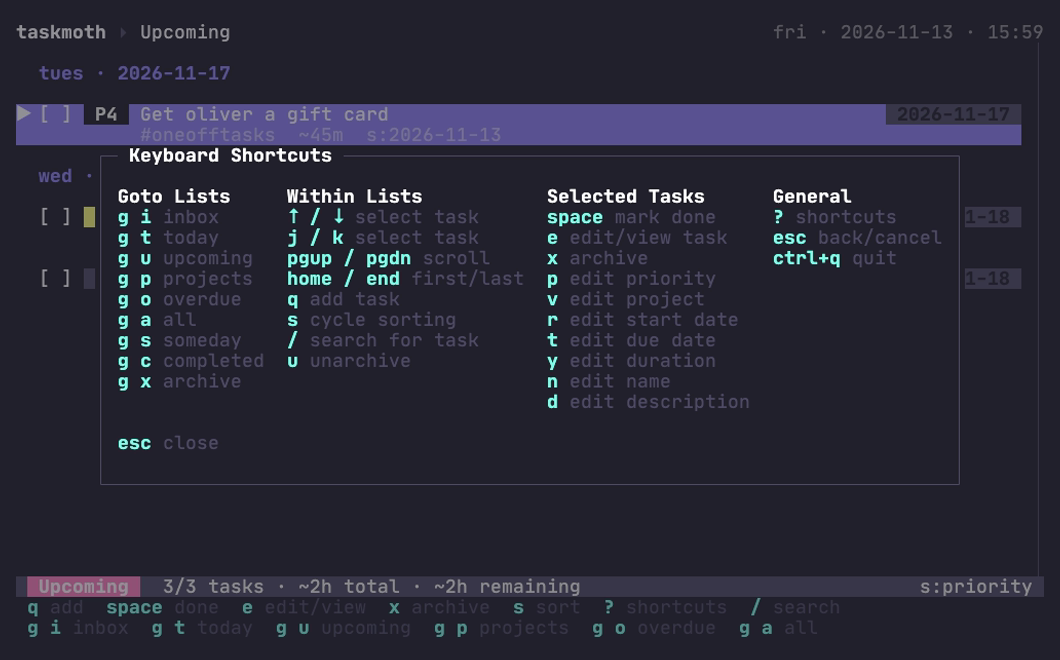 taskmoth › Upcoming fri · 2026-11-13 · 15:59
tues · 2026-11-17
▶ [ ] P4 Get oliver a gift card 2026-11-17
#oneofftasks ~45m s:2026-11-13
Keyboard Shortcuts
wed ·
Goto Lists Within Lists Selected Tasks General
[ ] g i inbox ↑ / ↓ select task space mark done ? shortcuts 1-18
g t today j / k select task e edit/view task esc back/cancel
g u upcoming pgup / pgdn scroll x archive ctrl+q quit
[ ] g p projects home / end first/last p edit priority 1-18
g o overdue q add task v edit project
g a all s cycle sorting r edit start date
g s someday / search for task t edit due date
g c completed u unarchive y edit duration
g x archive n edit name
d edit description
esc close
Upcoming 3/3 tasks · ~2h total · ~2h remaining s:priority
q add space done e edit/view x archive s sort ? shortcuts / search
g i inbox g t today g u upcoming g p projects g o overdue g a all